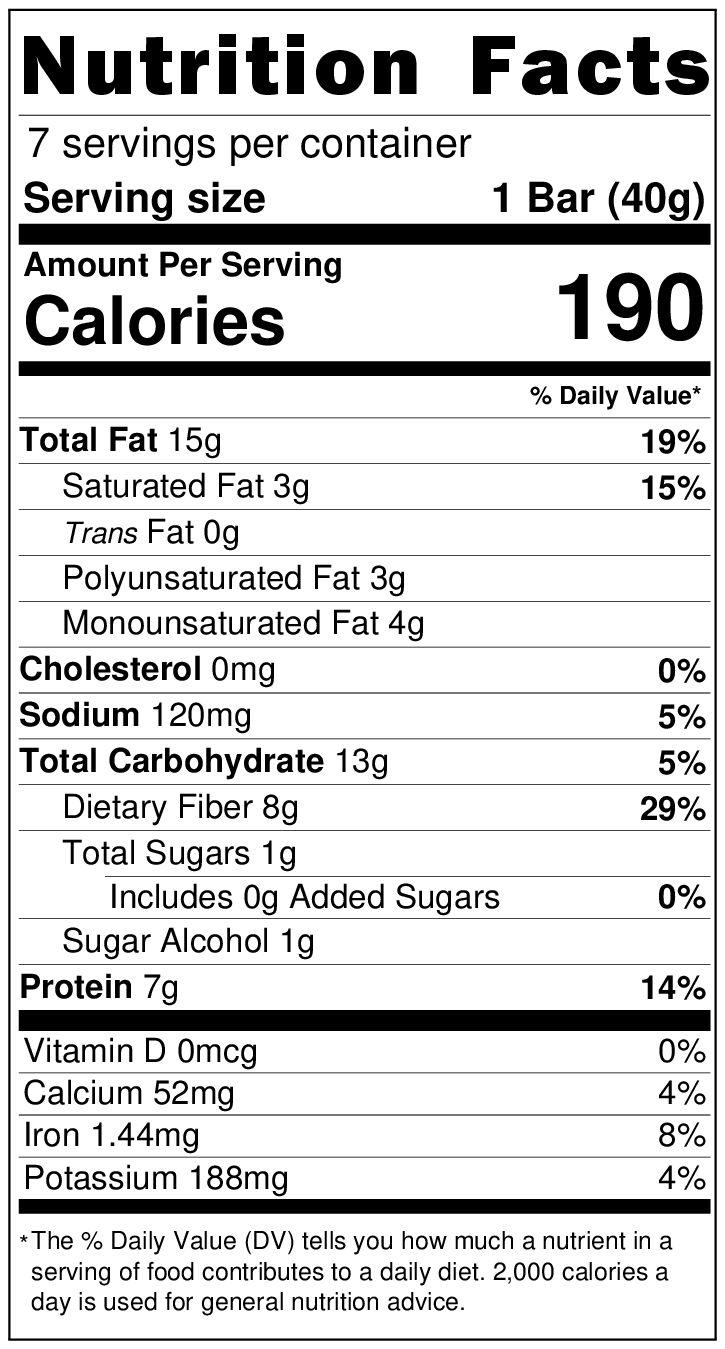 Nutrition Facts
7 servings per container
Serving size 1 Bar (40g)
Amount Per Serving
Calories 190
% Daily Value*
Total Fat 15g 19%
Saturated Fat 3g 15%
Trans Fat 0g
Polyunsaturated Fat 3g
Monounsaturated Fat 4g
Cholesterol 0mg 0%
Sodium 120mg 5%
Total Carbohydrate 13g 5%
Dietary Fiber 8g 29%
Total Sugars 1g
Includes 0g Added Sugars 0%
Sugar Alcohol 1g
Protein 7g 14%
Vitamin D 0mcg 0%
Calcium 52mg 4%
Iron 1.44mg 8%
Potassium 188mg 4%
*The % Daily Value (DV) tells you how much a nutrient in a
serving of food contributes to a daily diet. 2,000 calories a
day is used for general nutrition advice.